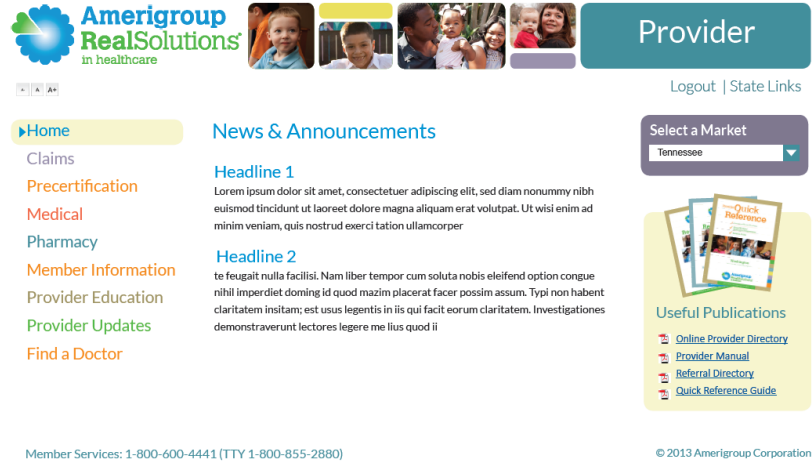 Amerigroup
RealSolutions
in healthcare
Provider
Logout | State Links
A A+
Home
Claims
Precertification
Medical
Pharmacy
Member Information
Provider Education
Provider Updates
Find a Doctor
News & Announcements
Headline 1
Lorem ipsum dolor sit amet, consectetuer adipiscing elit, sed diam nonummy nibh
euismod tincidunt ut laoreet dolore magna aliquam erat volutpat. Ut wisi enim ad
minim veniam, quis nostrud exerci tation ullamcorper
Headline 2
te feugait nulla facilisi. Nam liber tempor cum soluta nobis eleifend option congue
nihil imperdiet doming id quod mazim placerat facer possim assum. Typi non habent
claritatem insitam; est usus legentis in iis qui facit eorum claritatem. Investigationes
demonstraverunt lectores legere me lius quod ii
Select a Market
Tennessee
Quick
Reference
Amerigroup
Useful Publications
Online Provider Directory
Provider Manual
Referral Directory
Quick Reference Guide
Member Services: 1-800-600-4441 (TTY 1-800-855-2880)
© 2013 Amerigroup Corporation